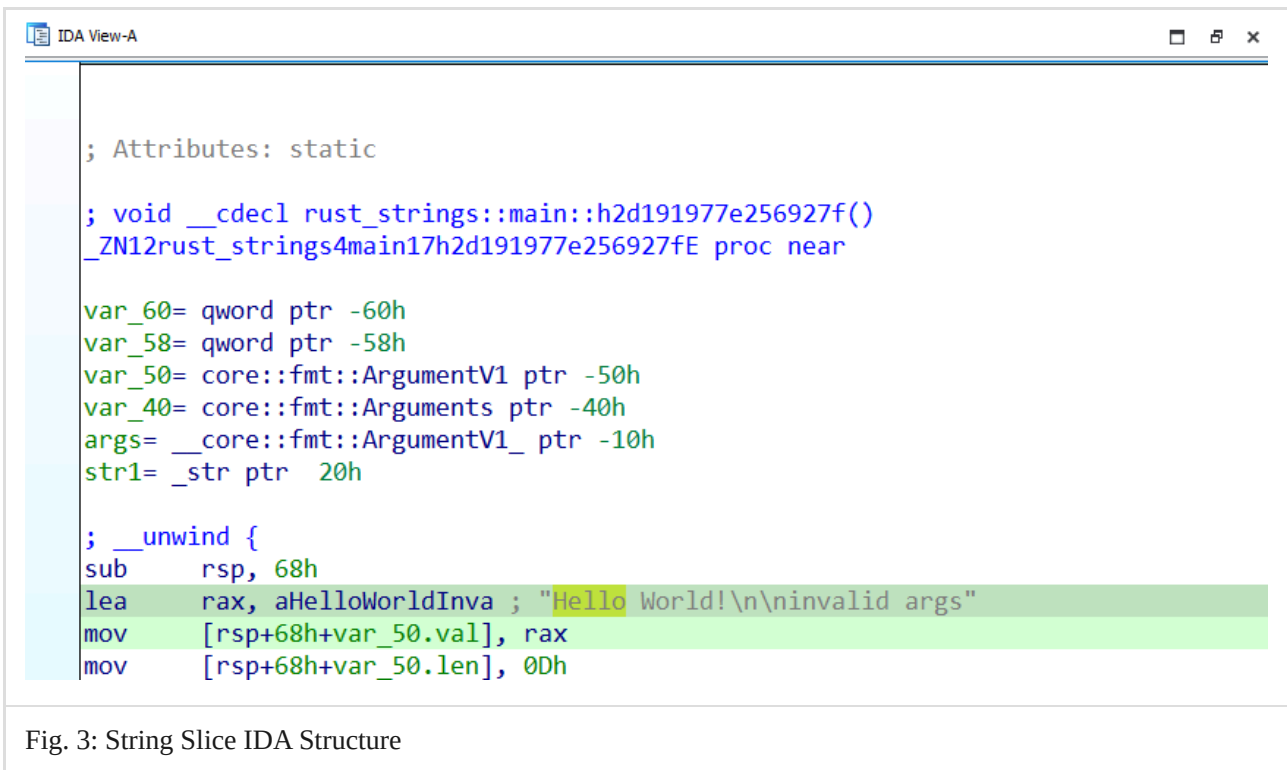 IDA View-A
; Attributes: static
; void __cdecl rust_strings::main::h2d191977e256927f()
_ZN12rust_strings4main17h2d191977e256927fE proc near
var_60= qword ptr -60h
var_58= qword ptr -58h
var_50= core::fmt::ArgumentV1 ptr -50h
var_40= core::fmt::Arguments ptr -40h
args= __core::fmt::ArgumentV1_ ptr -10h
str1= _str ptr  20h
; __unwind {
sub     rsp, 68h
lea     rax, aHelloWorldInva ; "Hello World!\n\ninvalid args"
mov     [rsp+68h+var_50.val], rax
mov     [rsp+68h+var_50.len], 0Dh
Fig. 3: String Slice IDA Structure